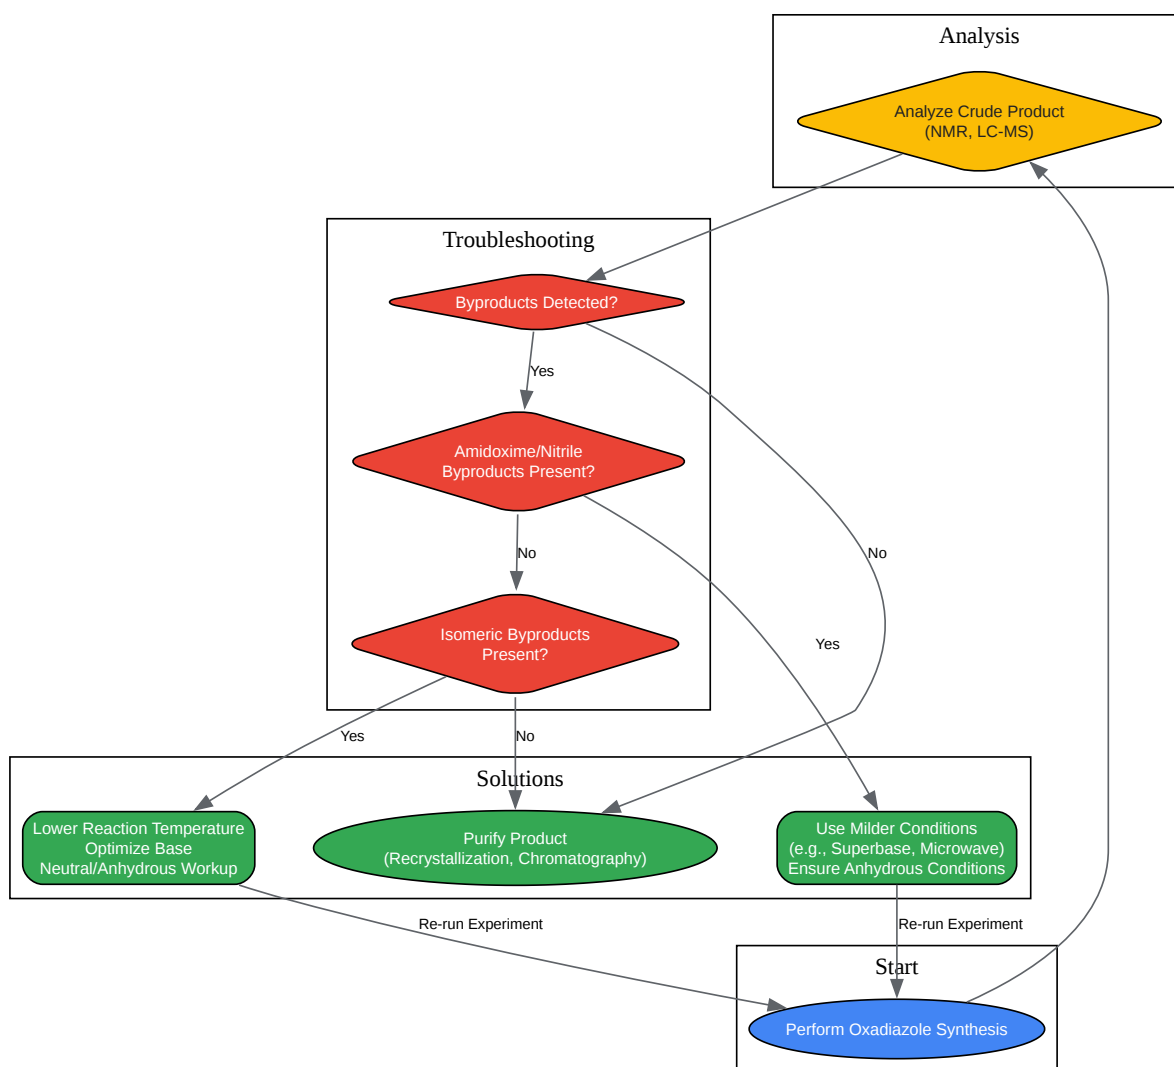 Analysis
Analyze Crude Product
(NMR, LC-MS)
Troubleshooting
Byproducts Detected?
Yes
Amidoxime/Nitrile
Byproducts Present?
No
No
Isomeric Byproducts
Present?
Yes
Yes
No
Solutions
Lower Reaction Temperature
Optimize Base
Neutral/Anhydrous Workup
Purify Product
(Recrystallization, Chromatography)
Use Milder Conditions
(e.g., Superbase, Microwave)
Ensure Anhydrous Conditions
Re-run Experiment
Re-run Experiment
Start
Perform Oxadiazole Synthesis